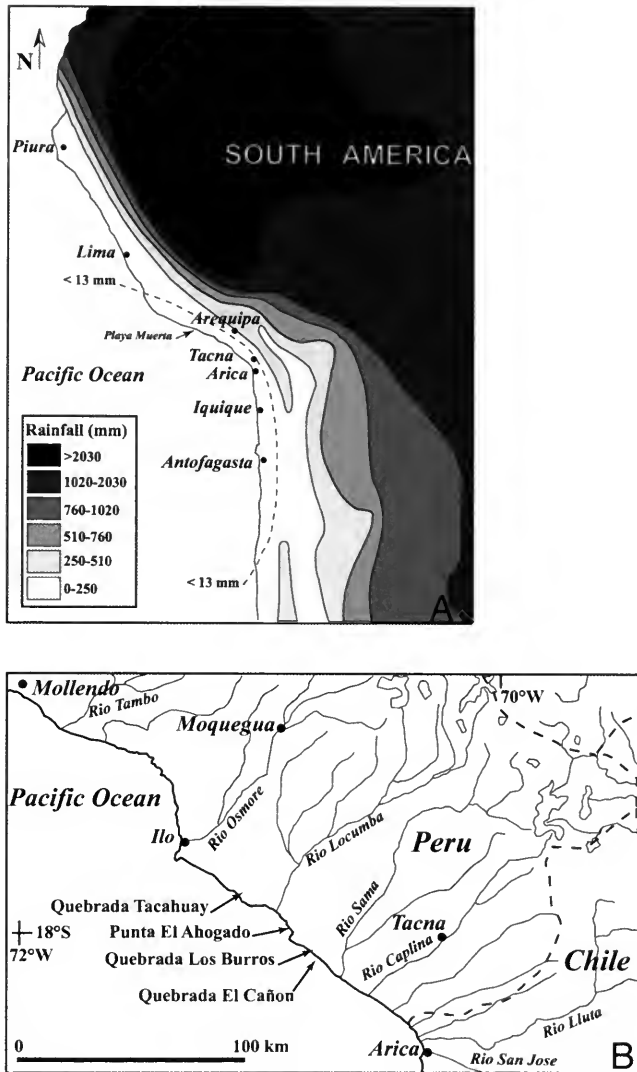 N
SOUTH AMERICA
Piura
Lima
< 13 mm
Arequipa
Playa Muerta
Tacna
Pacific Ocean
Arica
Iquique
Rainfall (mm)
>2030
1020-2030
760-1020
510-760
250-510
0-250
Antofagasta
< 13 mm
A
Mollendo
70°W
Rio Tambo
Moquegua
Pacific Ocean
Rio Osmore
Ilo
Rio Locumba
Peru
Quebrada Tacahuay
Rio Sama
Tacna
18°S
72°W
Punta El Ahogado
Rio Caplina
Quebrada Los Burros
Chile
Quebrada El Cañon
Rio Lluta
0 100 km
Arica
Rio San Jose
B